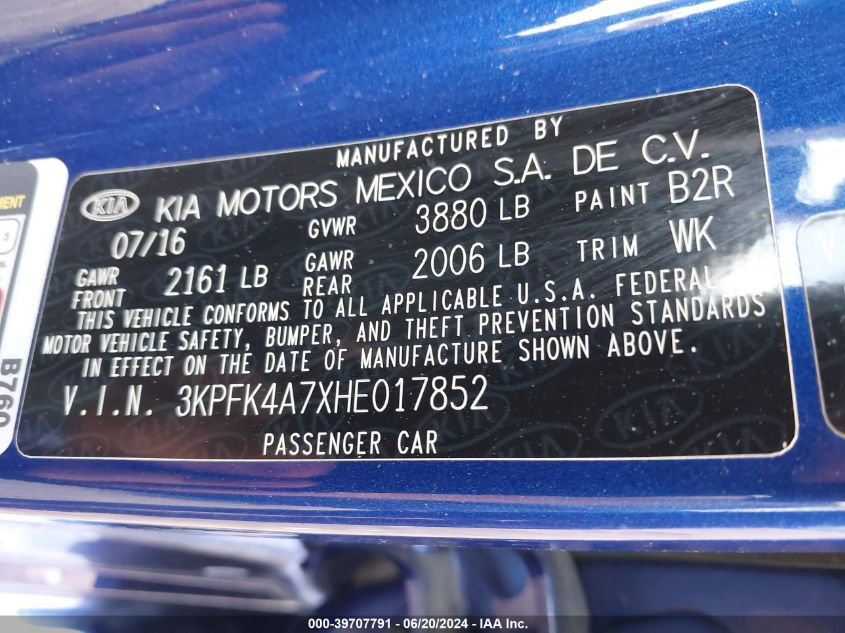 MANUFACTURED BY
KIA KIA MOTORS MEXICO S.A. DE C.V.
07/16 GVWR 3880 LB PAINT B2R
GAWR FRONT 2161 LB GAWR REAR 2006 LB TRIM WK
THIS VEHICLE CONFORMS TO ALL APPLICABLE U.S.A. FEDERAL
MOTOR VEHICLE SAFETY, BUMPER, AND THEFT PREVENTION STANDARDS
IN EFFECT ON THE DATE OF MANUFACTURE SHOWN ABOVE.
V.I.N. 3KPFK4A7XHE017852
PASSENGER CAR
B760
000-39707791 - 06/20/2024 - IAA Inc.